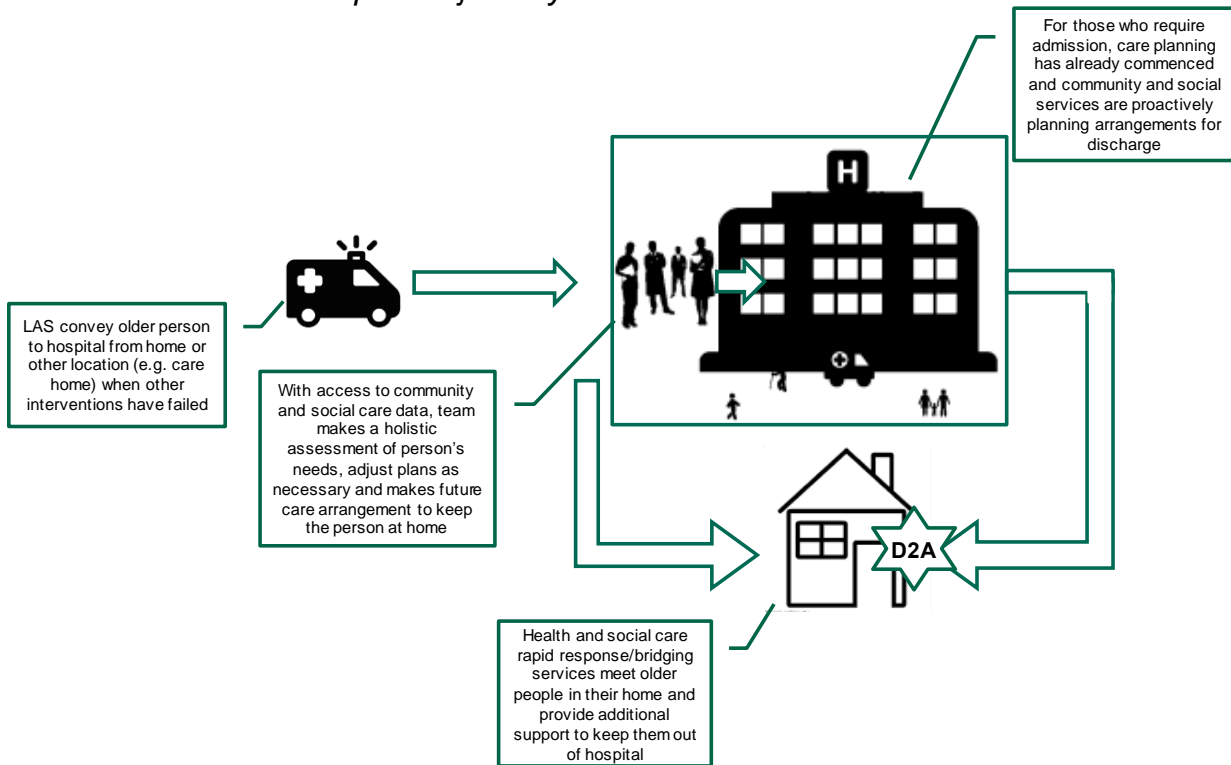 For those who require
admission, care planning
has already commenced
and community and social
services are proactively
planning arrangements for
discharge
H
LAS convey older person
to hospital from home or
other location (e.g. care
home) when other
interventions have failed
With access to community
and social care data, team
makes a holistic
assessment of person's
needs, adjust plans as
necessary and makes future
care arrangement to keep
the person at home
D2A
Health and social care
rapid response/bridging
services meet older
people in their home and
provide additional
support to keep them out
of hospital